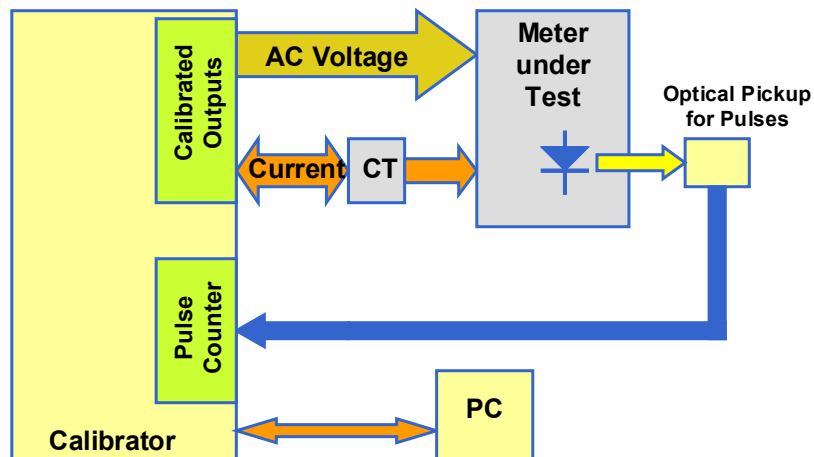 Calibrated
Outputs
AC Voltage
Meter
under
Test
Optical Pickup
for Pulses
Current
CT
Pulse
Counter
PC
Calibrator